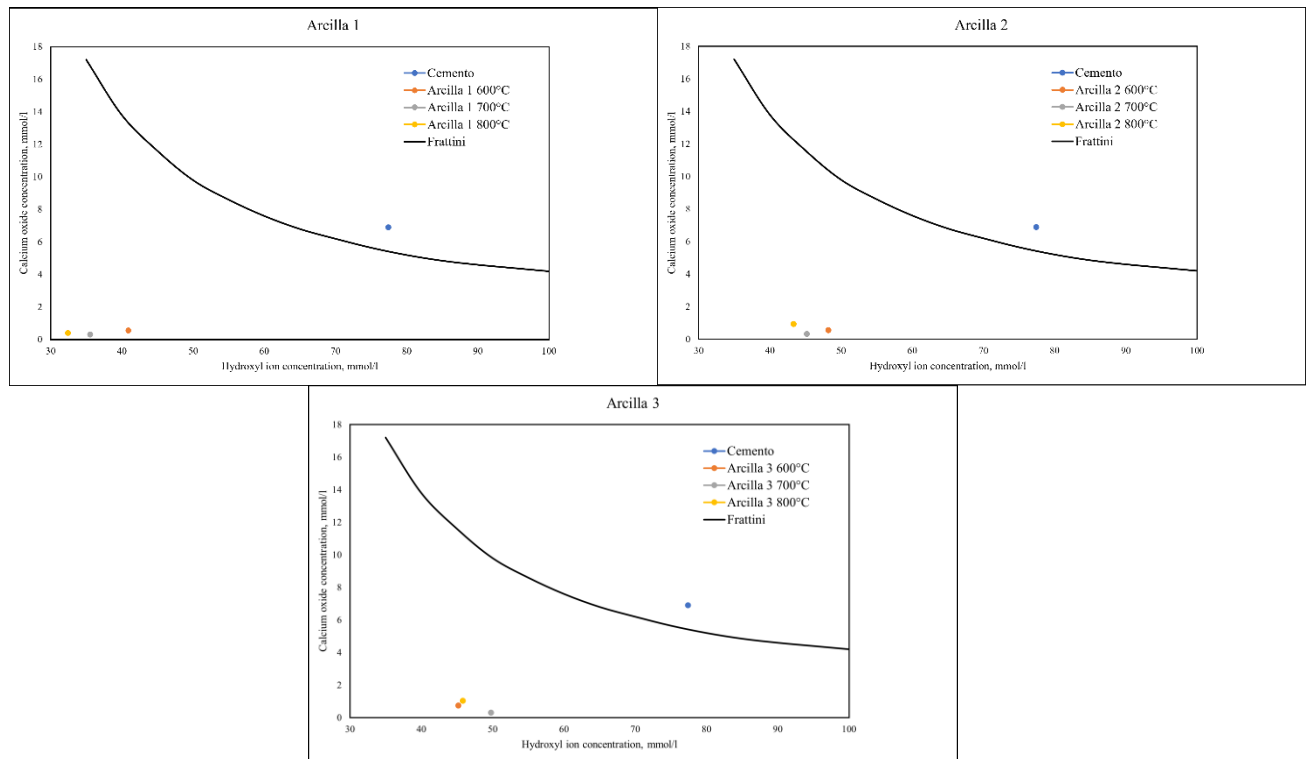 Arcilla 1
18
16
14
12
10
8
6
4
2
0
Calcium oxide concentration, mmol/l
Cemento
Arcilla 1 600°C
Arcilla 1 700°C
Arcilla 1 800°C
Frattini
30 40 50 60 70 80 90 100
Hydroxyl ion concentration, mmol/l
Arcilla 2
18
16
14
12
10
8
6
4
2
0
Calcium oxide concentration, mmol/l
Cemento
Arcilla 2 600°C
Arcilla 2 700°C
Arcilla 2 800°C
Frattini
30 40 50 60 70 80 90 100
Hydroxyl ion concentration, mmol/l
Arcilla 3
18
16
14
12
10
8
6
4
2
0
Calcium oxide concentration, mmol/l
Cemento
Arcilla 3 600°C
Arcilla 3 700°C
Arcilla 3 800°C
Frattini
30 40 50 60 70 80 90 100
Hydroxyl ion concentration, mmol/l